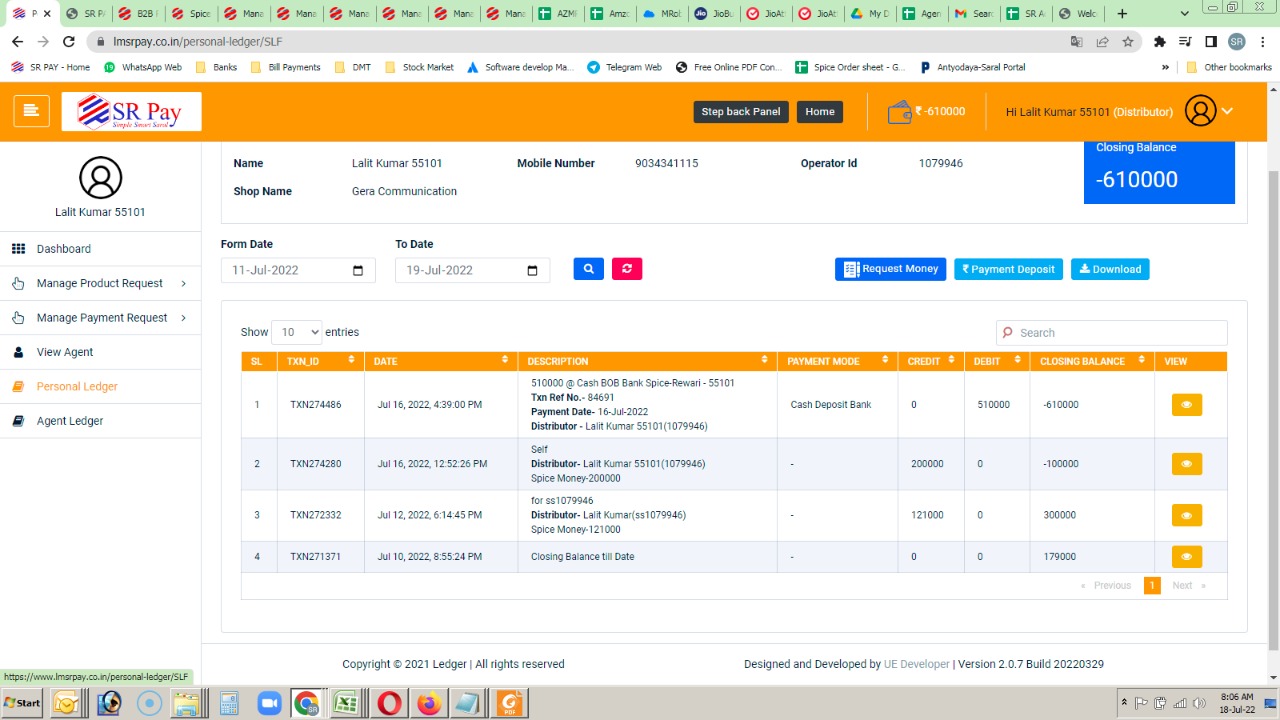 P
SR PA
B2B F
Spice
Mana
Mana
Mana
Mana
Mana
Mana
AZMF
Amzo
MRob
JioBu
JioAt
JioAt
My D
Agen
Sear
SR A
Welc
lmsrpay.co.in/personal-ledger/SLF
SR
SR PAY - Home
WhatsApp Web
Banks
Bill Payments
DMT
Stock Market
Software develop Ma...
Telegram Web
Free Online PDF Con...
Spice Order sheet - G...
Antyodaya-Saral Portal
»
Other bookmarks
SR Pay
Simple Smart Saral
Step back Panel
Home
₹ -610000
Hi Lalit Kumar 55101 (Distributor)
Lalit Kumar 55101
Dashboard
Manage Product Request
Manage Payment Request
View Agent
Personal Ledger
Agent Ledger
Name Lalit Kumar 55101 Mobile Number 9034341115 Operator Id 1079946
Shop Name Gera Communication
Closing Balance
-610000
Form Date To Date
11-Jul-2022 19-Jul-2022
Request Money
₹ Payment Deposit
Download
Show 10 entries
Search
SL TXN_ID DATE DESCRIPTION PAYMENT MODE CREDIT DEBIT CLOSING BALANCE VIEW
510000 @ Cash BOB Bank Spice-Rewari - 55101
Txn Ref No.- 84691
1 TXN274486 Jul 16, 2022, 4:39:00 PM Cash Deposit Bank 0 510000 -610000
Payment Date- 16-Jul-2022
Distributor - Lalit Kumar 55101(1079946)
Self
2 TXN274280 Jul 16, 2022, 12:52:26 PM Distributor- Lalit Kumar 55101(1079946) - 200000 0 -100000
Spice Money-200000
for ss1079946
3 TXN272332 Jul 12, 2022, 6:14:45 PM Distributor- Lalit Kumar(ss1079946) - 121000 0 300000
Spice Money-121000
4 TXN271371 Jul 10, 2022, 8:55:24 PM Closing Balance till Date - 0 0 179000
« Previous 1 Next »
Copyright © 2021 Ledger | All rights reserved
Designed and Developed by UE Developer | Version 2.0.7 Build 20220329
https://www.lmsrpay.co.in/personal-ledger/SLF
Start
PDF
8:06 AM
18-Jul-22